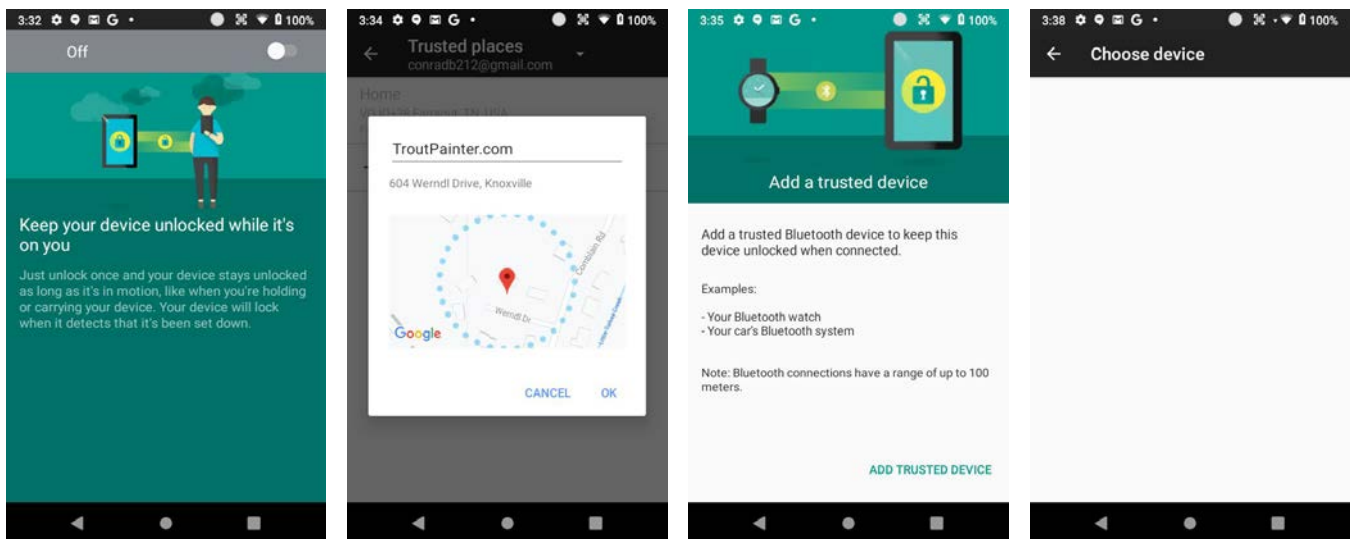 3:32 G • 100%
Off
Keep your device unlocked while it's
on you
Just unlock once and your device stays unlocked
as long as it's in motion, like when you're holding
or carrying your device. Your device will lock
when it detects that it's been set down.
3:34 G • 100%
Trusted places
conradb212@gmail.com
Home
TroutPainter.com
604 Werndl Drive, Knoxville
Comblain Rd
Werndl Dr
Google
CANCEL OK
3:35 G • 100%
Add a trusted device
Add a trusted Bluetooth device to keep this
device unlocked when connected.
Examples:
- Your Bluetooth watch
- Your car's Bluetooth system
Note: Bluetooth connections have a range of up to 100
meters.
ADD TRUSTED DEVICE
3:38 G • 100%
Choose device